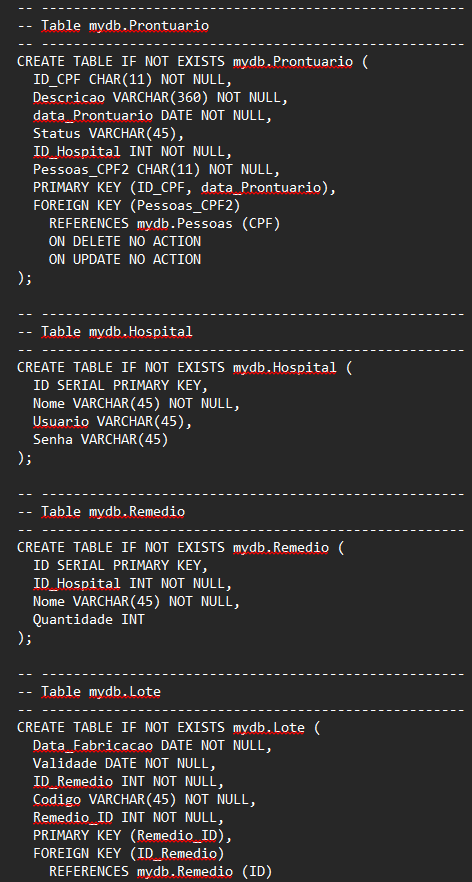 -- -----------------------------------------------------
-- Table mydb.Prontuario
-- -----------------------------------------------------
CREATE TABLE IF NOT EXISTS mydb.Prontuario (
  ID_CPF CHAR(11) NOT NULL,
  Descricao VARCHAR(360) NOT NULL,
  data_Prontuario DATE NOT NULL,
  Status VARCHAR(45),
  ID_Hospital INT NOT NULL,
  Pessoas_CPF2 CHAR(11) NOT NULL,
  PRIMARY KEY (ID_CPF, data_Prontuario),
  FOREIGN KEY (Pessoas_CPF2)
    REFERENCES mydb.Pessoas (CPF)
    ON DELETE NO ACTION
    ON UPDATE NO ACTION
);
-- -----------------------------------------------------
-- Table mydb.Hospital
-- -----------------------------------------------------
CREATE TABLE IF NOT EXISTS mydb.Hospital (
  ID SERIAL PRIMARY KEY,
  Nome VARCHAR(45) NOT NULL,
  Usuario VARCHAR(45),
  Senha VARCHAR(45)
);
-- -----------------------------------------------------
-- Table mydb.Remedio
-- -----------------------------------------------------
CREATE TABLE IF NOT EXISTS mydb.Remedio (
  ID SERIAL PRIMARY KEY,
  ID_Hospital INT NOT NULL,
  Nome VARCHAR(45) NOT NULL,
  Quantidade INT
);
-- -----------------------------------------------------
-- Table mydb.Lote
-- -----------------------------------------------------
CREATE TABLE IF NOT EXISTS mydb.Lote (
  Data_Fabricacao DATE NOT NULL,
  Validade DATE NOT NULL,
  ID_Remedio INT NOT NULL,
  Codigo VARCHAR(45) NOT NULL,
  Remedio_ID INT NOT NULL,
  PRIMARY KEY (Remedio_ID),
  FOREIGN KEY (ID_Remedio)
    REFERENCES mydb.Remedio (ID)